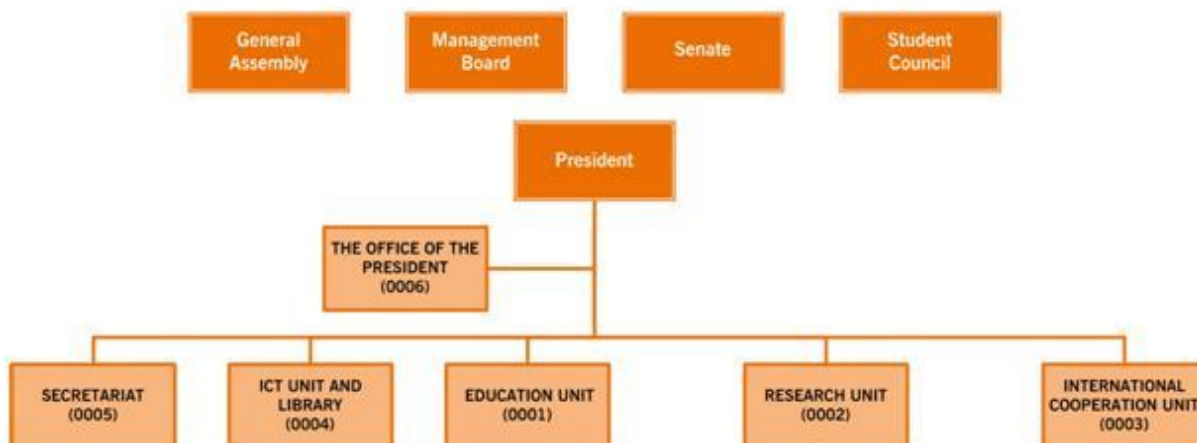 General
Assembly
Management
Board
Senate
Student
Council
President
THE OFFICE OF THE
PRESIDENT
(0006)
SECRETARIAT
(0005)
ICT UNIT AND
LIBRARY
(0004)
EDUCATION UNIT
(0001)
RESEARCH UNIT
(0002)
INTERNATIONAL
COOPERATION UNIT
(0003)